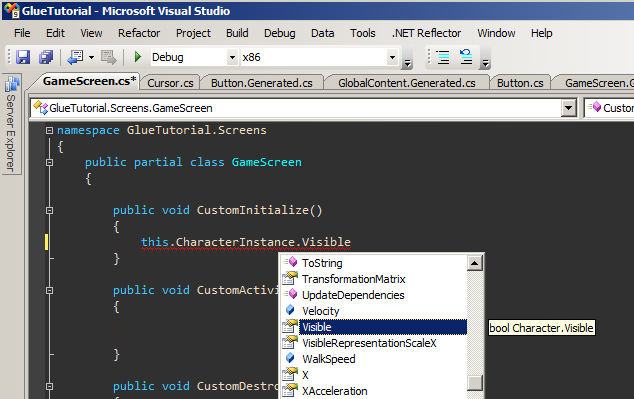 GlueTutorial - Microsoft Visual Studio
File Edit View Refactor Project Build Debug Data Tools .NET Reflector Window Help
Debug x86
GameScreen.cs* Cursor.cs Button.Generated.cs GlobalContent.Generated.cs Button.cs GameScreen.G
Server Explorer
GlueTutorial.Screens.GameScreen Custo
namespace GlueTutorial.Screens
{
public partial class GameScreen
{
public void CustomInitialize()
{
this.CharacterInstance.Visible
}
ToString
TransformationMatrix
public void CustomActivi
UpdateDependencies
{
Velocity
Visible bool Character.Visible
VisibleRepresentationScaleX
}
WalkSpeed
X
public void CustomDestro
XAcceleration